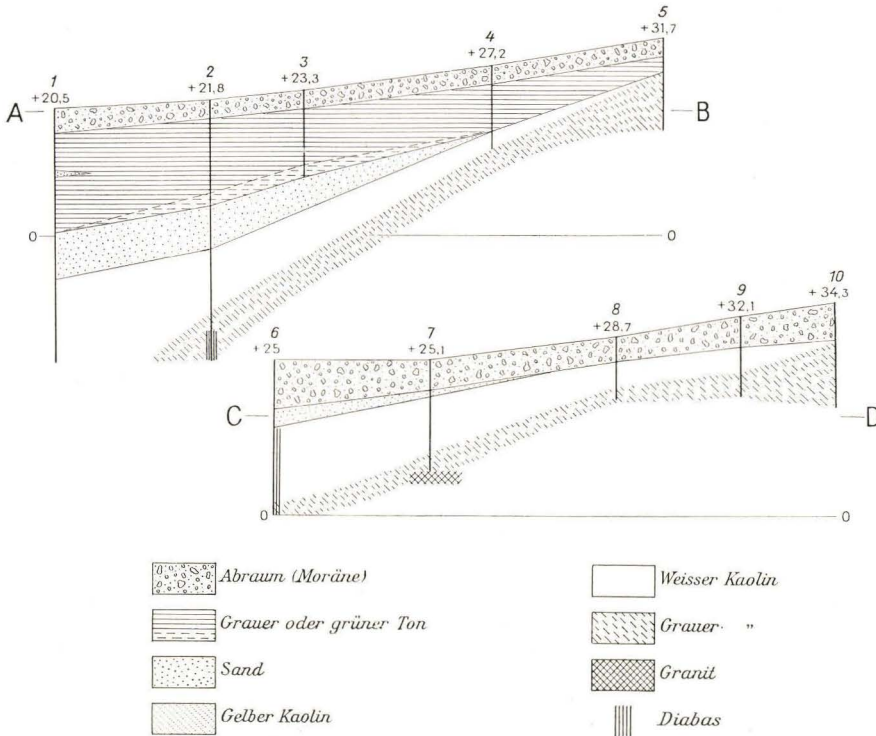 5
+31,7
4
+27,2
3
+23,3
2
+21,8
1
+20,5
A
B
0
0
10
+34,3
9
+32,1
8
+28,7
7
+25,1
6
+25
C
D
0
0
Abraum (Moräne)
Grauer oder grüner Ton
Sand
Gelber Kaolin
Weisser Kaolin
Grauer „
Granit
Diabas